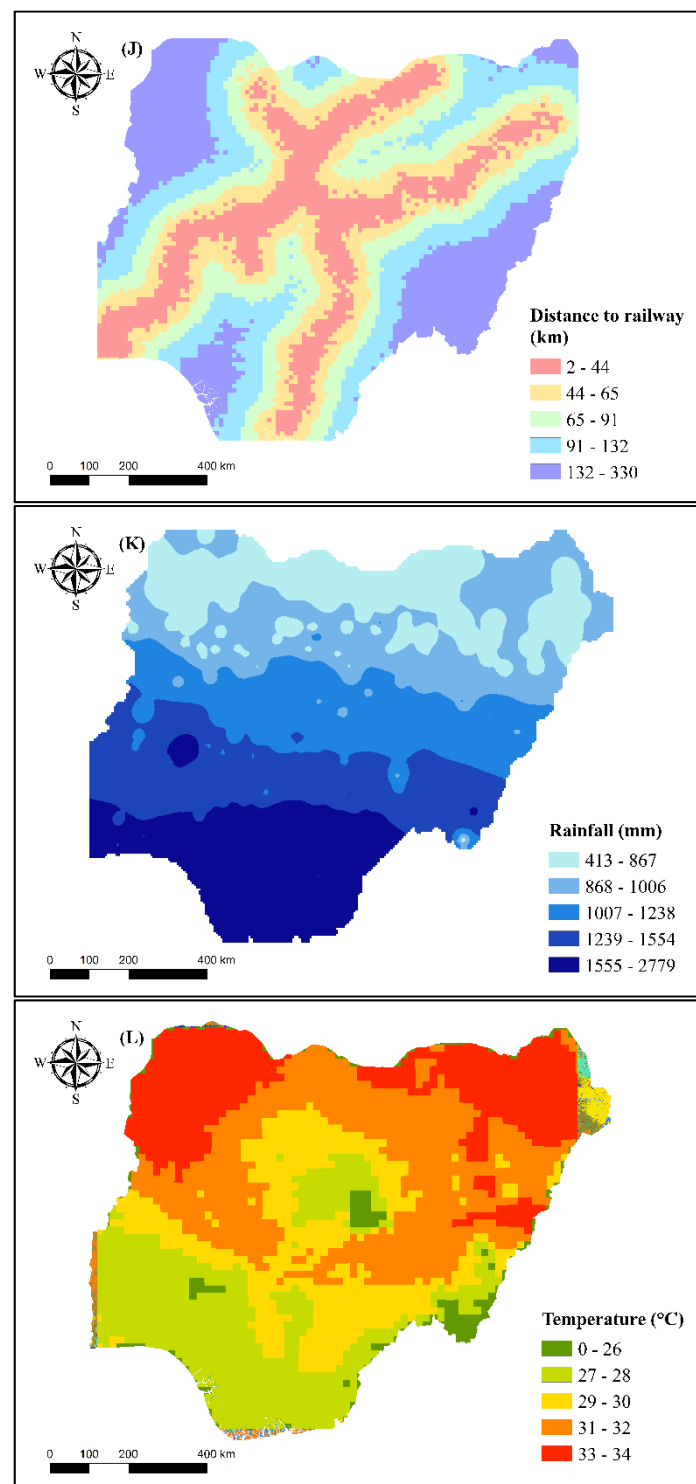 (J)
N
W E
S
Distance to railway
(km)
2 - 44
44 - 65
65 - 91
91 - 132
132 - 330
0 100 200 400 km
(K)
N
W E
S
Rainfall (mm)
413 - 867
868 - 1006
1007 - 1238
1239 - 1554
1555 - 2779
0 100 200 400 km
(L)
N
W E
S
Temperature (°C)
0 - 26
27 - 28
29 - 30
31 - 32
33 - 34
0 100 200 400 km